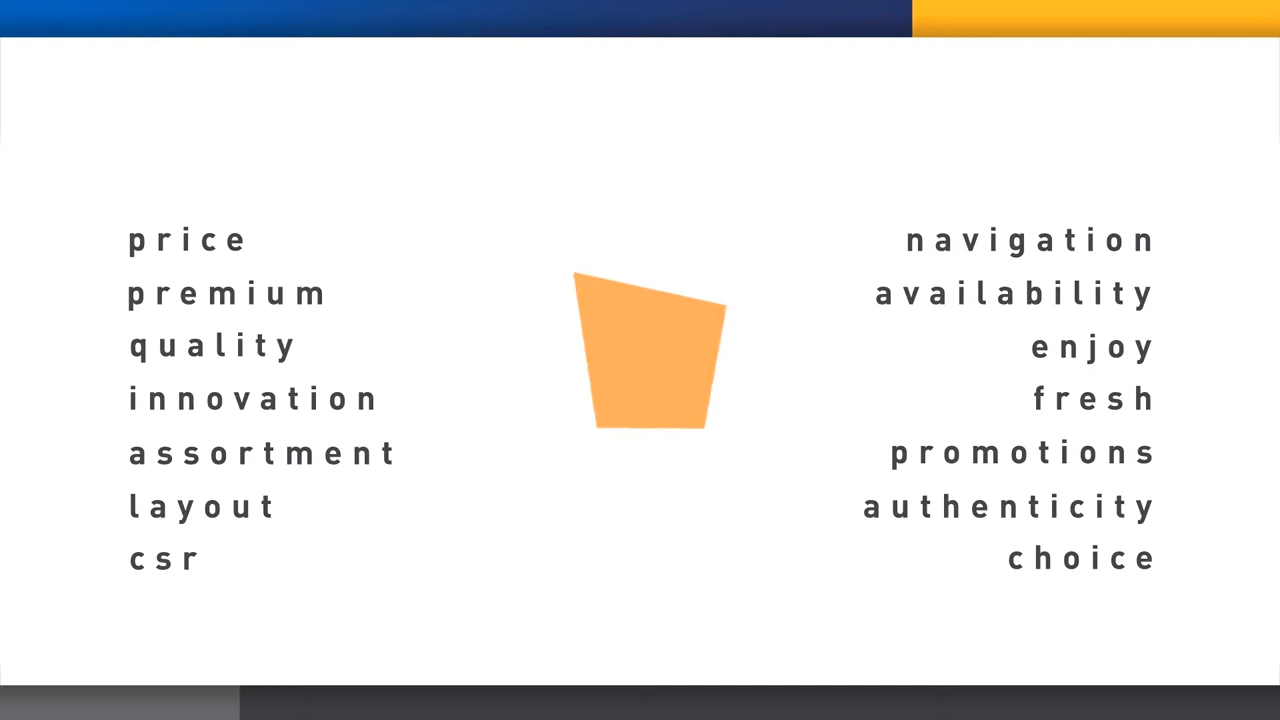 price
premium
quality
innovation
assortment
layout
csr
navigation
availability
enjoy
fresh
promotions
authenticity
choice